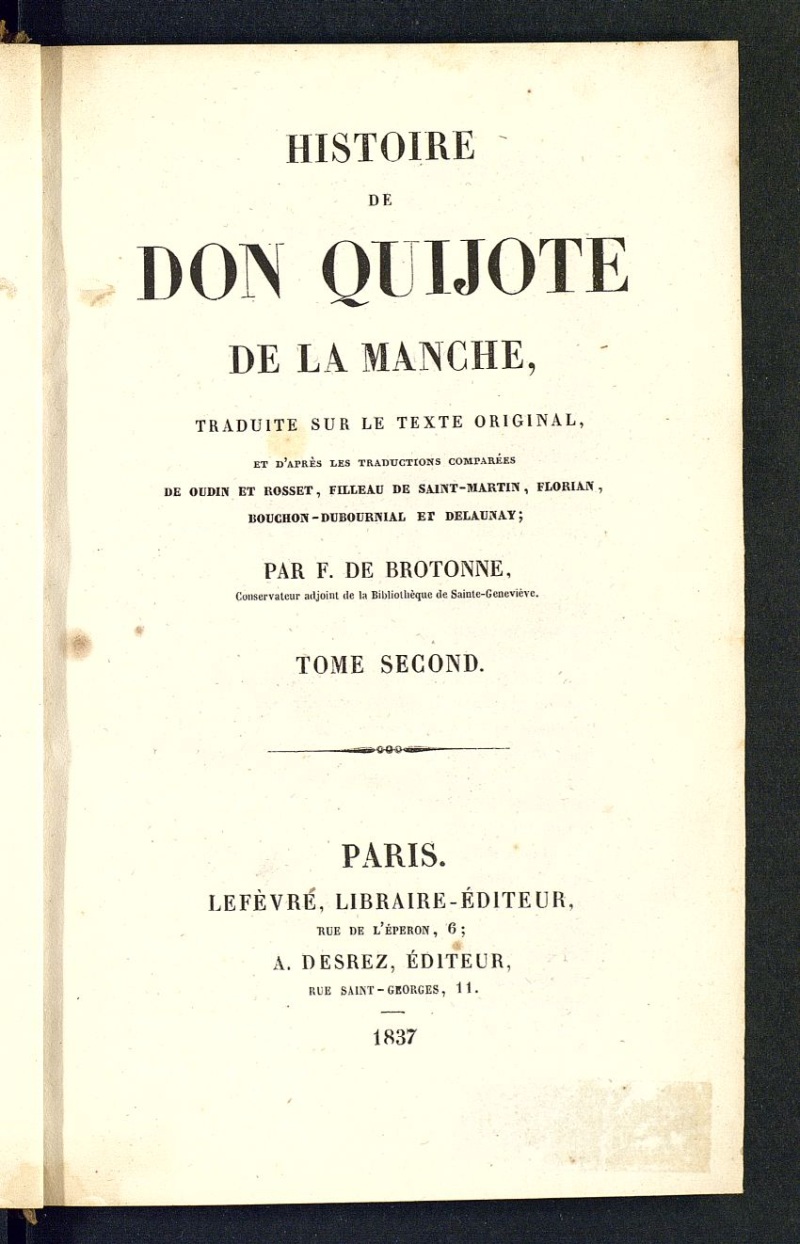 HISTOIRE
DE
DON QUIJOTE
DE LA MANCHE,
TRADUITE SUR LE TEXTE ORIGINAL,
ET D'APRÈS LES TRADUCTIONS COMPARÉES
DE OUDIN ET ROSSET, FILLEAU DE SAINT-MARTIN, FLORIAN,
BOUCHON-DUBOURNIAL ET DELAUNAY;
PAR F. DE BROTONNE,
Conservateur adjoint de la Bibliothèque de Sainte-Geneviève.
TOME SECOND.
PARIS.
LEFÈVRÉ, LIBRAIRE-ÉDITEUR,
RUE DE L'ÉPERON, 6;
A. DESREZ, ÉDITEUR,
RUE SAINT-GEORGES, 11.
1837